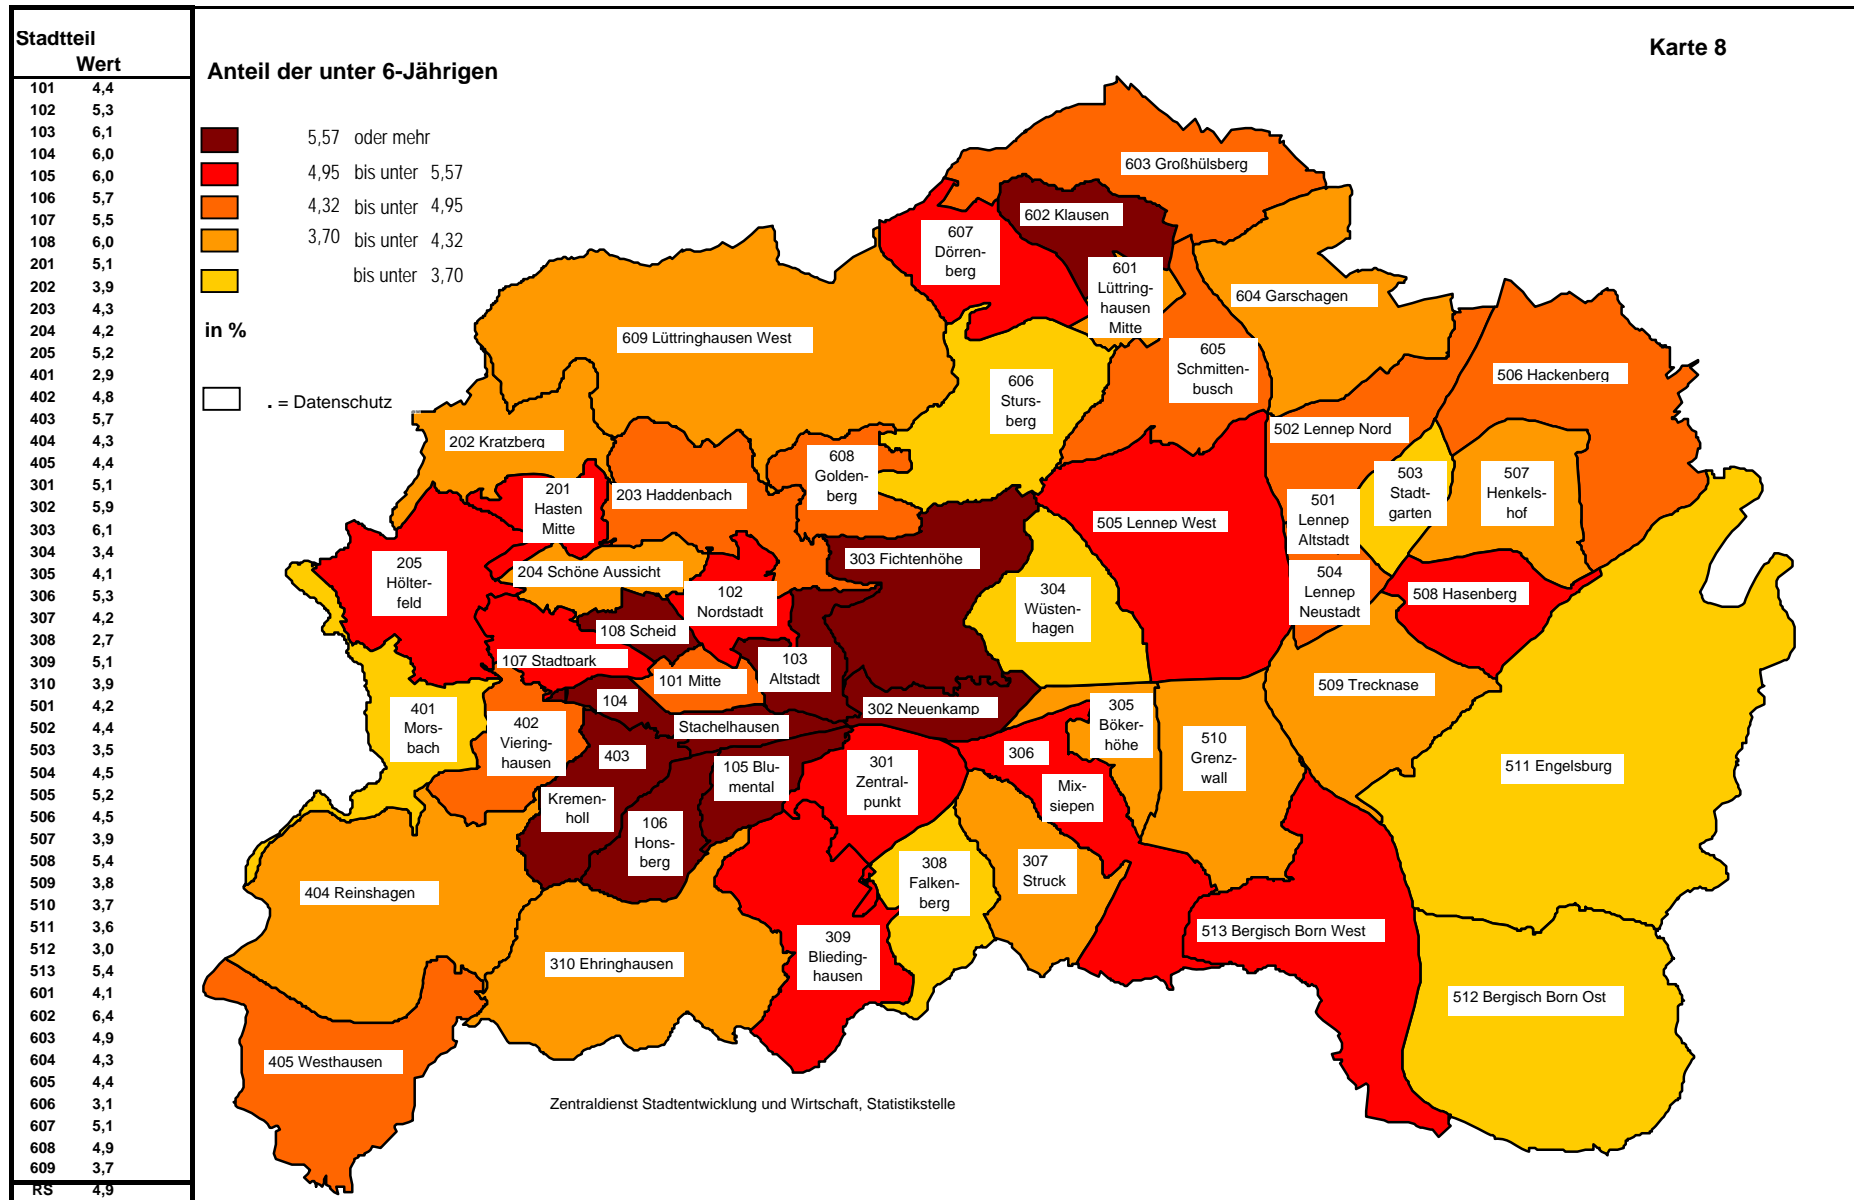 Stadtteil
Wert
101 4,4
102 5,3
103 6,1
104 6,0
105 6,0
106 5,7
107 5,5
108 6,0
201 5,1
202 3,9
203 4,3
204 4,2
205 5,2
401 2,9
402 4,8
403 5,7
404 4,3
405 4,4
301 5,1
302 5,9
303 6,1
304 3,4
305 4,1
306 5,3
307 4,2
308 2,7
309 5,1
310 3,9
501 4,2
502 4,4
503 3,5
504 4,5
505 5,2
506 4,5
507 3,9
508 5,4
509 3,8
510 3,7
511 3,6
512 3,0
513 5,4
601 4,1
602 6,4
603 4,9
604 4,3
605 4,4
606 3,1
607 5,1
608 4,9
609 3,7
RS 4,9
Anteil der unter 6-Jährigen
Karte 8
5,57 oder mehr
4,95 bis unter 5,57
4,32 bis unter 4,95
3,70 bis unter 4,32
bis unter 3,70
in %
. = Datenschutz
603 Großhülsberg
602 Klausen
607
Dörren-
berg
601
Lüttring-
hausen
Mitte
604 Garschagen
609 Lüttringhausen West
605
Schmitten-
busch
606
Sturs-
berg
506 Hackenberg
502 Lennep Nord
202 Kratzberg
608
Golden-
berg
503
Stadt-
garten
507
Henkels-
hof
201
Hasten
Mitte
203 Haddenbach
501
Lennep
Altstadt
505 Lennep West
303 Fichtenhöhe
205
Hölter-
feld
204 Schöne Aussicht
504
Lennep
Neustadt
508 Hasenberg
102
Nordstadt
304
Wüsten-
hagen
108 Scheid
107 Stadtpark
103
Altstadt
101 Mitte
509 Trecknase
104
Stachelhausen
302 Neuenkamp
401
Mors-
bach
402
Vierings-
hausen
305
Böker-
höhe
510
Grenz-
wall
403
Kremen-
holl
105 Blu-
mental
301
Zentral-
punkt
306
Mix-
siepen
511 Engelsburg
106
Hons-
berg
307
Struck
308
Falken-
berg
404 Reinshagen
309
Blieding-
hausen
513 Bergisch Born West
310 Ehringhausen
512 Bergisch Born Ost
405 Westhausen
Zentraldienst Stadtentwicklung und Wirtschaft, Statistikstelle